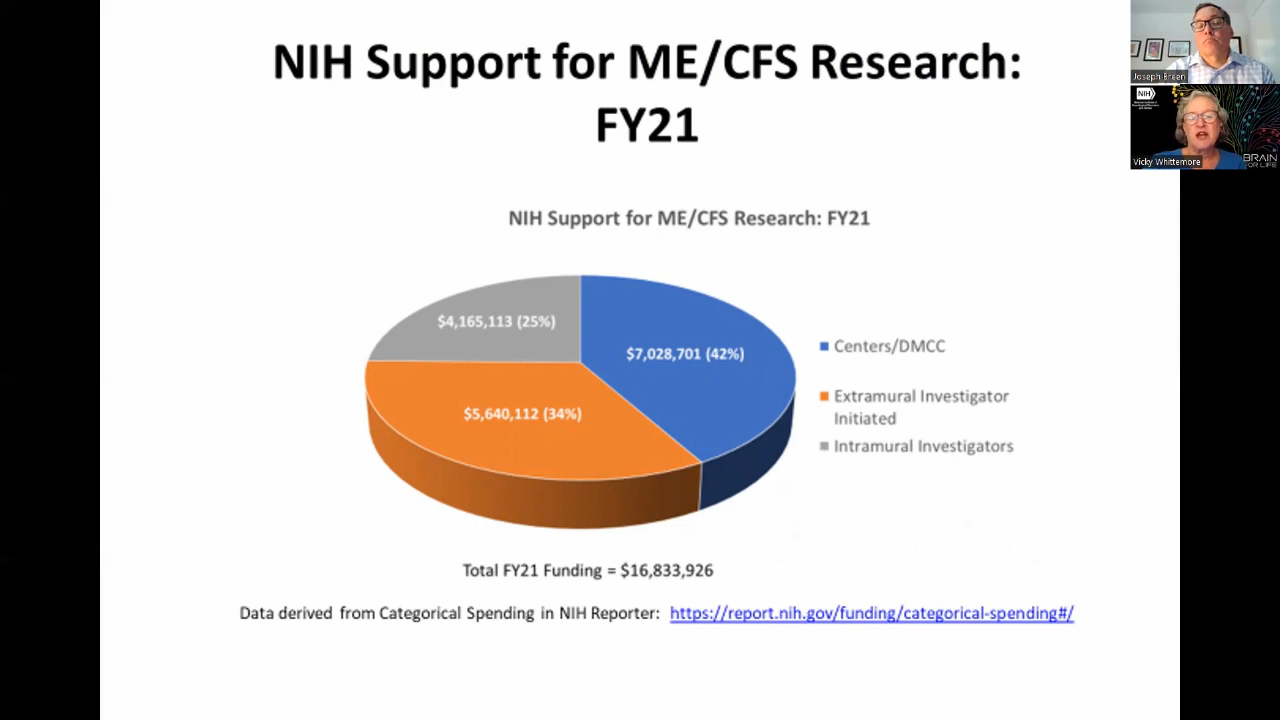 NIH Support for ME/CFS Research:
FY21
NIH Support for ME/CFS Research: FY21
$4,165,113 (25%)
$7,028,701 (42%)
$5,640,112 (34%)
Centers/DMCC
Extramural Investigator
Initiated
Intramural Investigators
Total FY21 Funding = $16,833,926
Data derived from Categorical Spending in NIH Reporter: https://report.nih.gov/funding/categorical-spending#/
Joseph Breen
NIH
Vicky Whittemore
BRAIN
FOR LIFE